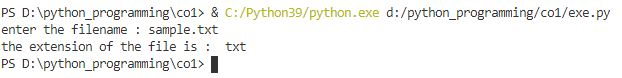 PS D:\python_programming\co1> & C:/Python39/python.exe d:/python_programming/co1/exe.py
enter the filename : sample.txt
the extension of the file is :  txt
PS D:\python_programming\co1>